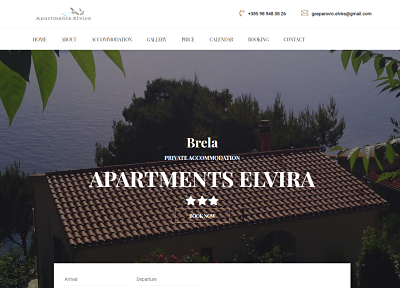 Apartments Elvira
+385 98 948 08 26
gasparovic.elvira@gmail.com
HOME ABOUT ACCOMMODATION GALLERY PRICE CALENDAR BOOKING CONTACT
Brela
PRIVATE ACCOMMODATION
APARTMENTS ELVIRA
BOOK NOW
Arrival Departure